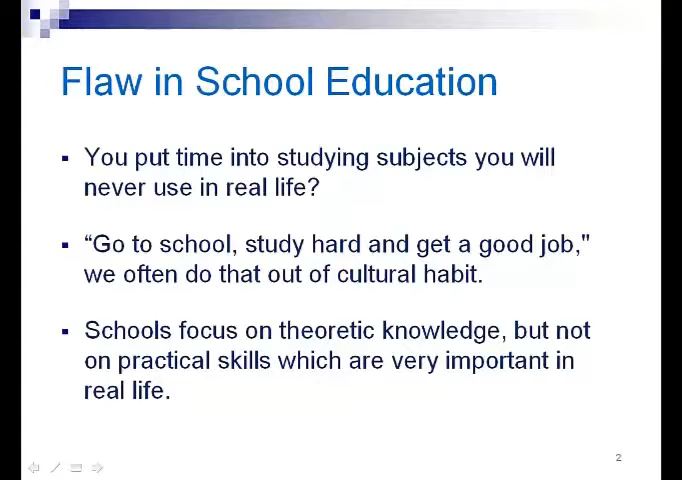 Flaw in School Education
▪ You put time into studying subjects you will
never use in real life?
▪ “Go to school, study hard and get a good job,"
we often do that out of cultural habit.
▪ Schools focus on theoretic knowledge, but not
on practical skills which are very important in
real life.
2